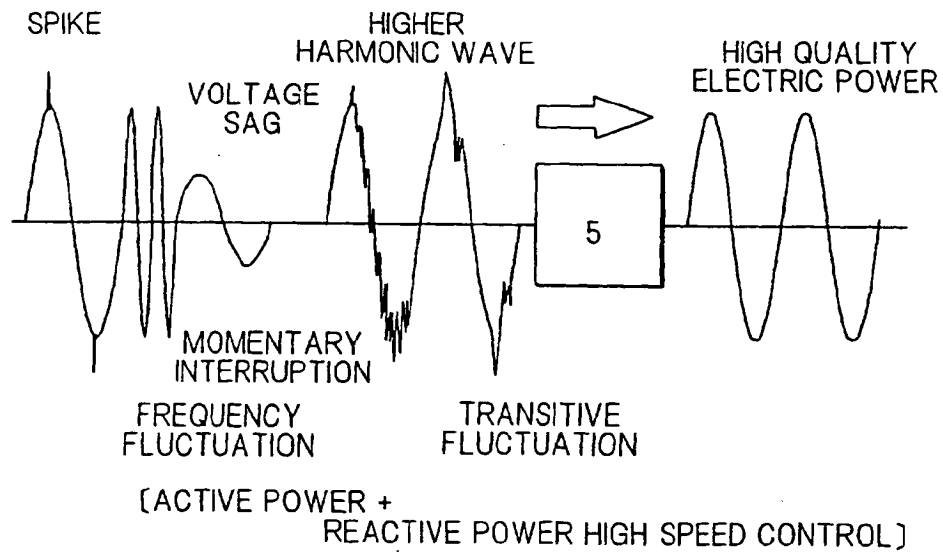 SPIKE
VOLTAGE
SAG
HIGHER
HARMONIC WAVE
HIGH QUALITY
ELECTRIC POWER
5
MOMENTARY
INTERRUPTION
FREQUENCY
FLUCTUATION
TRANSITIVE
FLUCTUATION
[ACTIVE POWER +
REACTIVE POWER HIGH SPEED CONTROL]